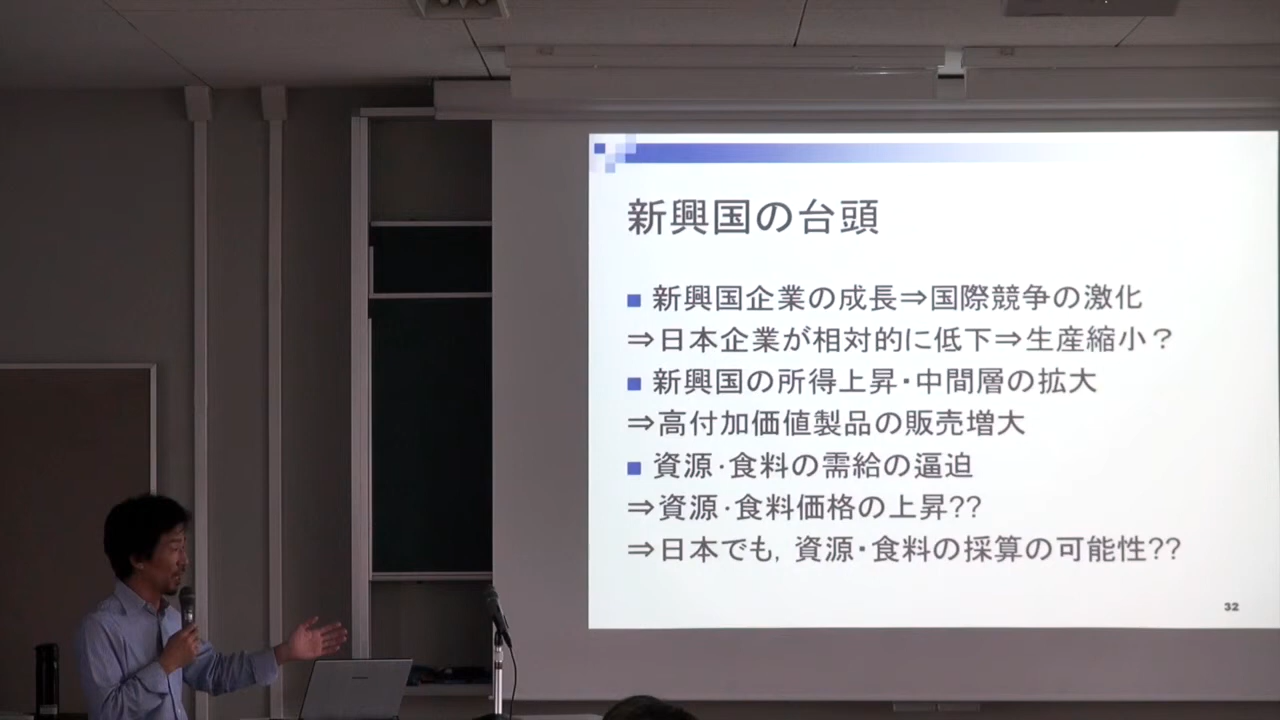 新興国の台頭
■ 新興国企業の成長⇒国際競争の激化
⇒日本企業が相対的に低下⇒生産縮小？
■ 新興国の所得上昇・中間層の拡大
⇒高付加価値製品の販売増大
■ 資源・食料の需給の逼迫
⇒資源・食料価格の上昇??
⇒日本でも，資源・食料の採算の可能性??
32